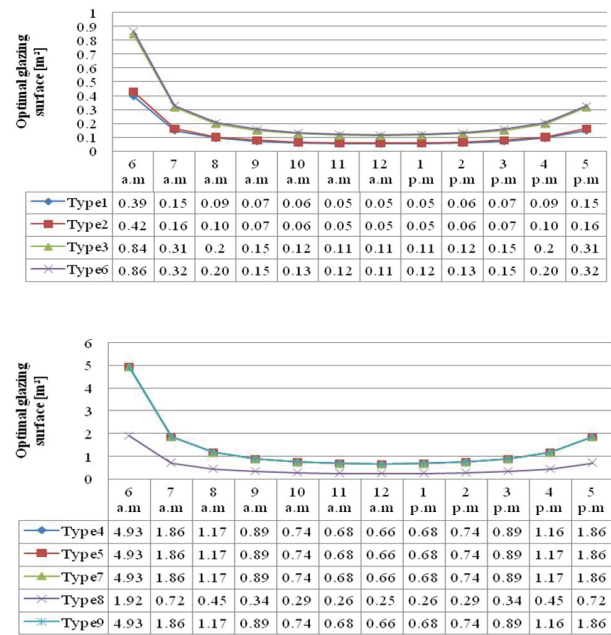 Optimal glazing
surface [m²]
1
0.9
0.8
0.7
0.6
0.5
0.4
0.3
0.2
0.1
0
6 a.m 7 a.m 8 a.m 9 a.m 10 a.m 11 a.m 12 a.m 1 p.m 2 p.m 3 p.m 4 p.m 5 p.m
Type1 0.39 0.15 0.09 0.07 0.06 0.05 0.05 0.05 0.06 0.07 0.09 0.15
Type2 0.42 0.16 0.10 0.07 0.06 0.05 0.05 0.05 0.06 0.07 0.10 0.16
Type3 0.84 0.31 0.2 0.15 0.12 0.11 0.11 0.11 0.12 0.15 0.2 0.31
Type6 0.86 0.32 0.20 0.15 0.13 0.12 0.11 0.12 0.13 0.15 0.20 0.32
Optimal glazing
surface [m²]
6
5
4
3
2
1
0
6 a.m 7 a.m 8 a.m 9 a.m 10 a.m 11 a.m 12 a.m 1 p.m 2 p.m 3 p.m 4 p.m 5 p.m
Type4 4.93 1.86 1.17 0.89 0.74 0.68 0.66 0.68 0.74 0.89 1.16 1.86
Type5 4.93 1.86 1.17 0.89 0.74 0.68 0.66 0.68 0.74 0.89 1.17 1.86
Type7 4.93 1.86 1.17 0.89 0.74 0.68 0.66 0.68 0.74 0.89 1.17 1.86
Type8 1.92 0.72 0.45 0.34 0.29 0.26 0.25 0.26 0.29 0.34 0.45 0.72
Type9 4.93 1.86 1.17 0.89 0.74 0.68 0.66 0.68 0.74 0.89 1.16 1.86